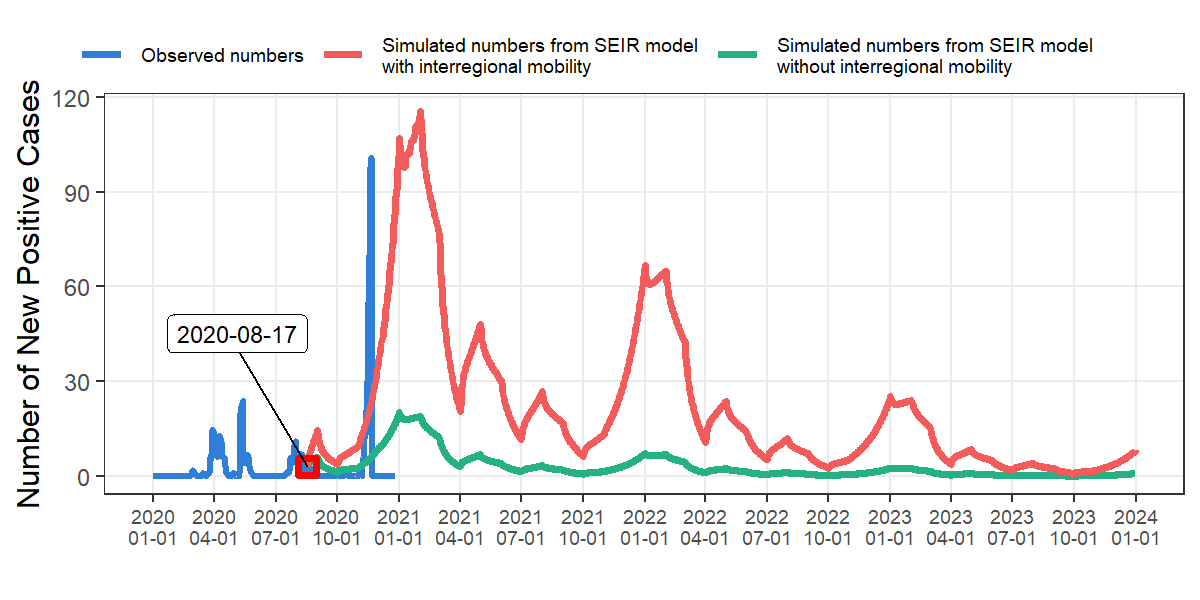 Observed numbers
Simulated numbers from SEIR model
with interregional mobility
Simulated numbers from SEIR model
without interregional mobility
Number of New Positive Cases
120
90
60
30
0
2020-08-17
2020 2020 2020 2020 2021 2021 2021 2021 2022 2022 2022 2022 2023 2023 2023 2023 2024
01-01 04-01 07-01 10-01 01-01 04-01 07-01 10-01 01-01 04-01 07-01 10-01 01-01 04-01 07-01 10-01 01-01